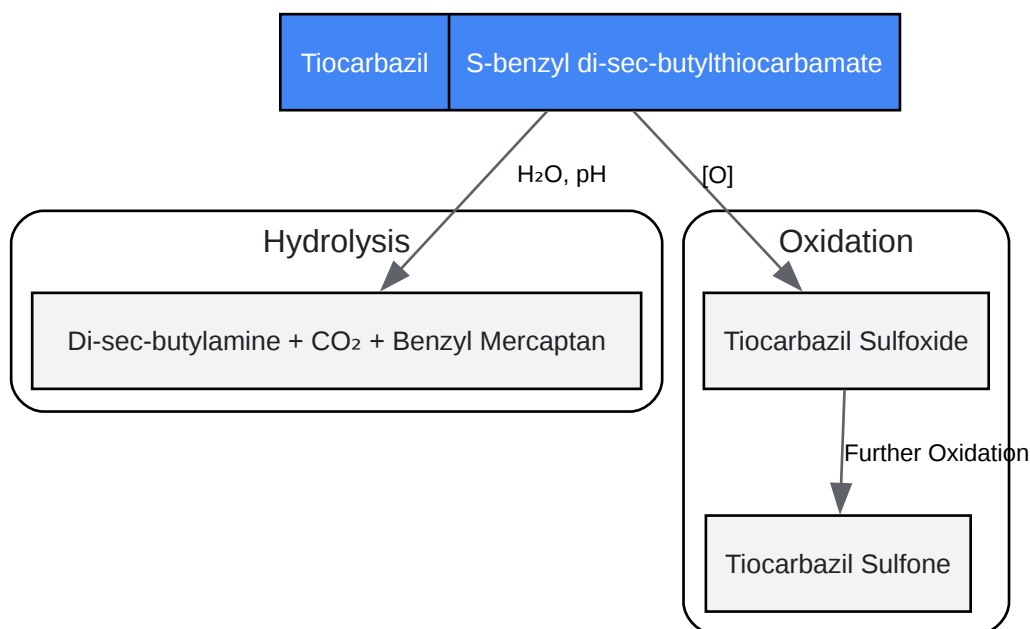 Tiocarbazil
S-benzyl di-sec-butylthiocarbamate
H₂O, pH
[O]
Hydrolysis
Oxidation
Di-sec-butylamine + CO₂ + Benzyl Mercaptan
Tiocarbazil Sulfoxide
Further Oxidation
Tiocarbazil Sulfone